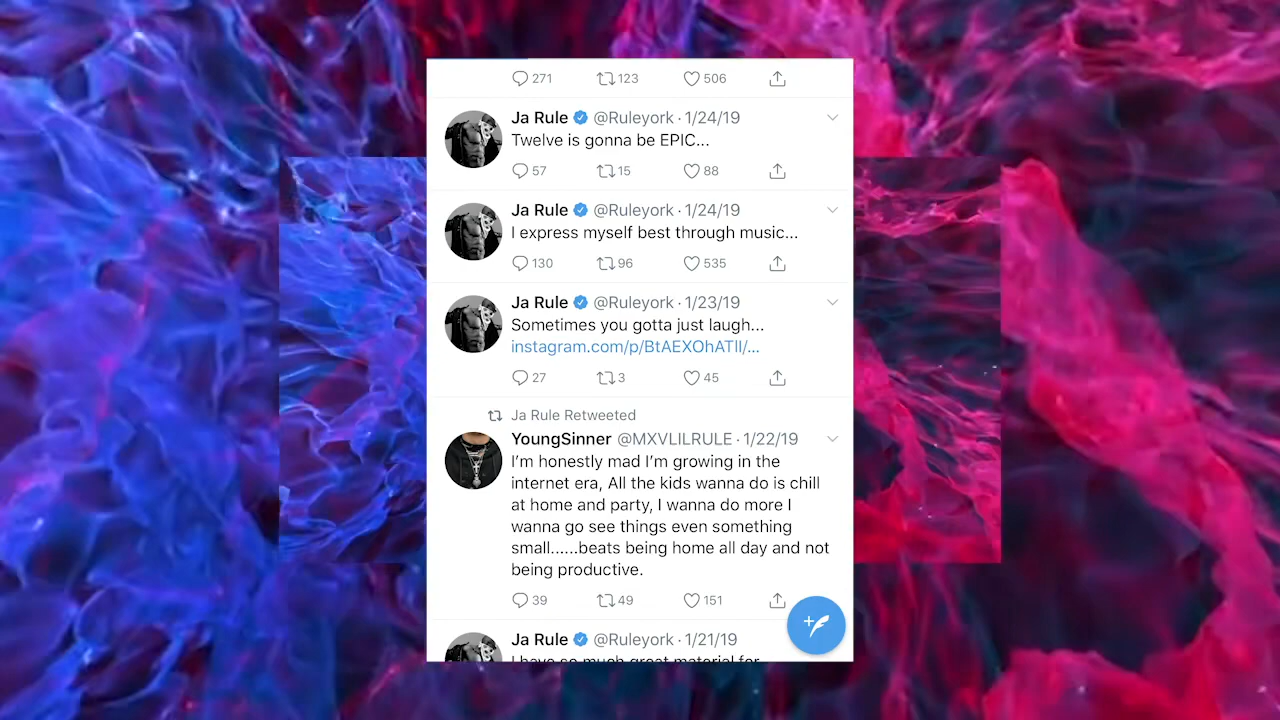 271 123 506
Ja Rule @Ruleyork · 1/24/19
Twelve is gonna be EPIC...
57 15 88
Ja Rule @Ruleyork · 1/24/19
I express myself best through music...
130 96 535
Ja Rule @Ruleyork · 1/23/19
Sometimes you gotta just laugh...
instagram.com/p/BtAEXOhATlI/...
27 3 45
Ja Rule Retweeted
YoungSinner @MXVLILRULE · 1/22/19
I'm honestly mad I'm growing in the
internet era, All the kids wanna do is chill
at home and party, I wanna do more I
wanna go see things even something
small......beats being home all day and not
being productive.
39 49 151
Ja Rule @Ruleyork · 1/21/19
I have so much great material for